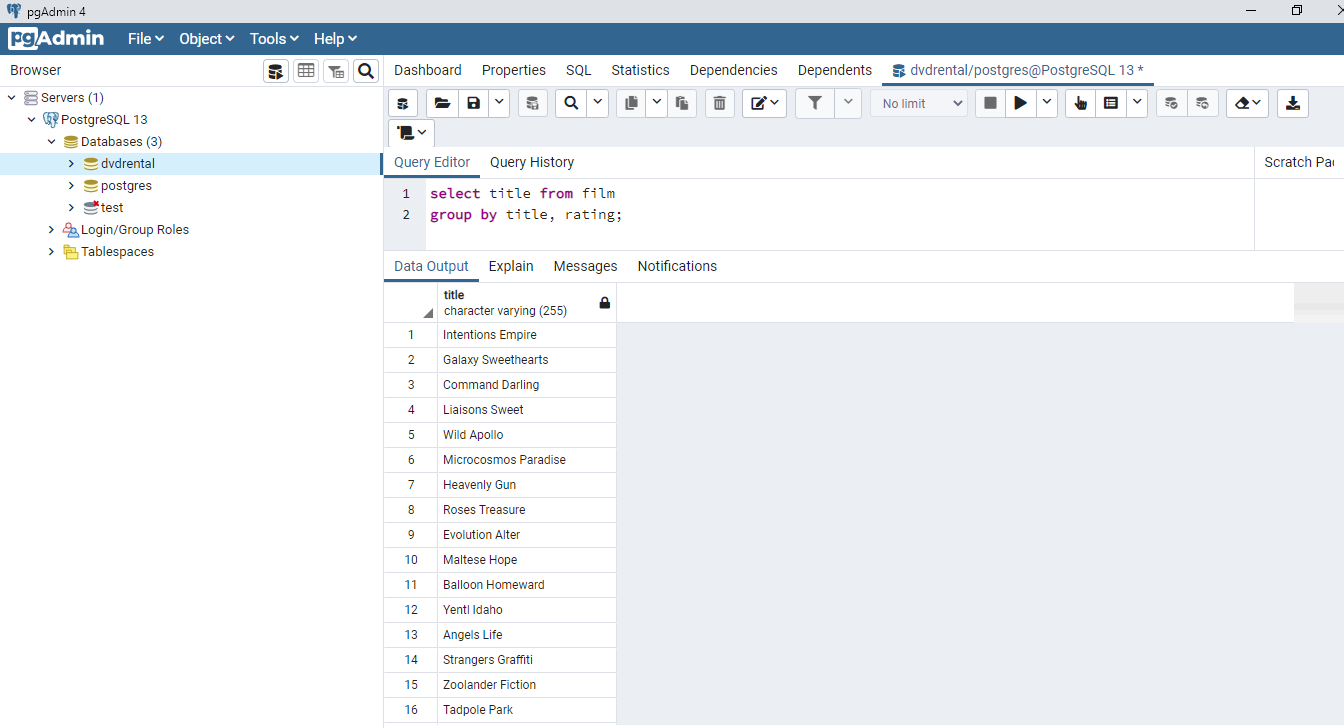 pgAdmin 4
pgAdmin File Object Tools Help
Browser
Dashboard Properties SQL Statistics Dependencies Dependents dvdrental/postgres@PostgreSQL 13 *
Servers (1)
PostgreSQL 13
Databases (3)
dvdrental
postgres
test
Login/Group Roles
Tablespaces
No limit
Query Editor Query History Scratch Pa
1 select title from film
2 group by title, rating;
Data Output Explain Messages Notifications
title
character varying (255)
1 Intentions Empire
2 Galaxy Sweethearts
3 Command Darling
4 Liaisons Sweet
5 Wild Apollo
6 Microcosmos Paradise
7 Heavenly Gun
8 Roses Treasure
9 Evolution Alter
10 Maltese Hope
11 Balloon Homeward
12 Yentl Idaho
13 Angels Life
14 Strangers Graffiti
15 Zoolander Fiction
16 Tadpole Park